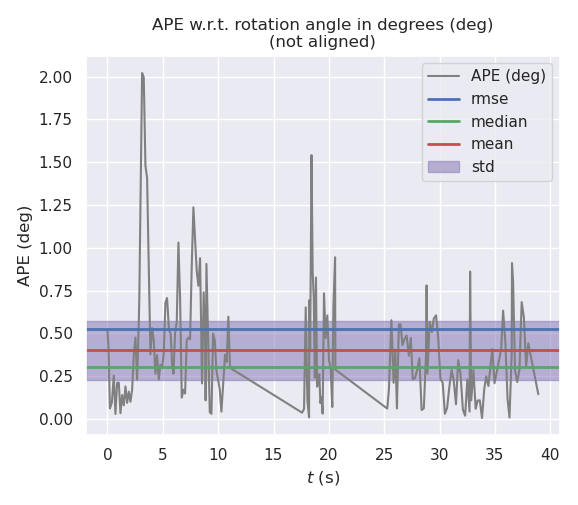 APE w.r.t. rotation angle in degrees (deg)
(not aligned)
APE (deg)
rmse
median
mean
std
APE (deg)
2.00
1.75
1.50
1.25
1.00
0.75
0.50
0.25
0.00
0 5 10 15 20 25 30 35 40
t (s)